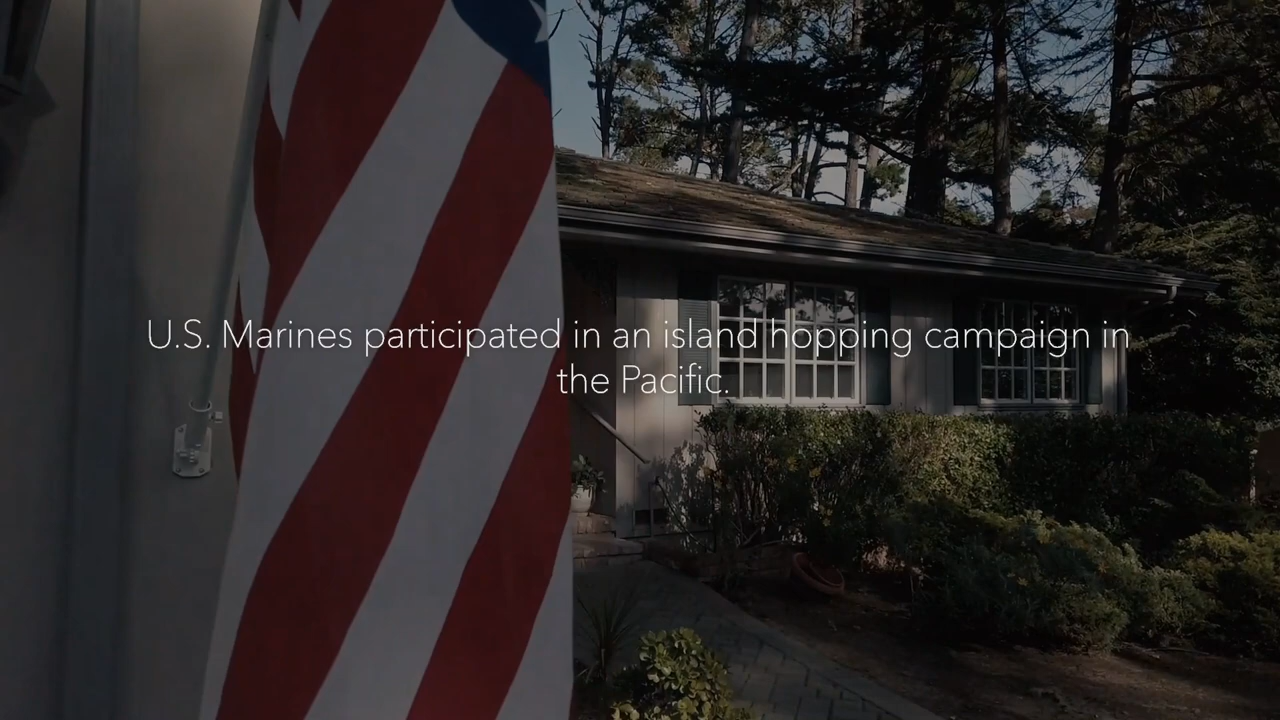 U.S. Marines participated in an island hopping campaign in
the Pacific.